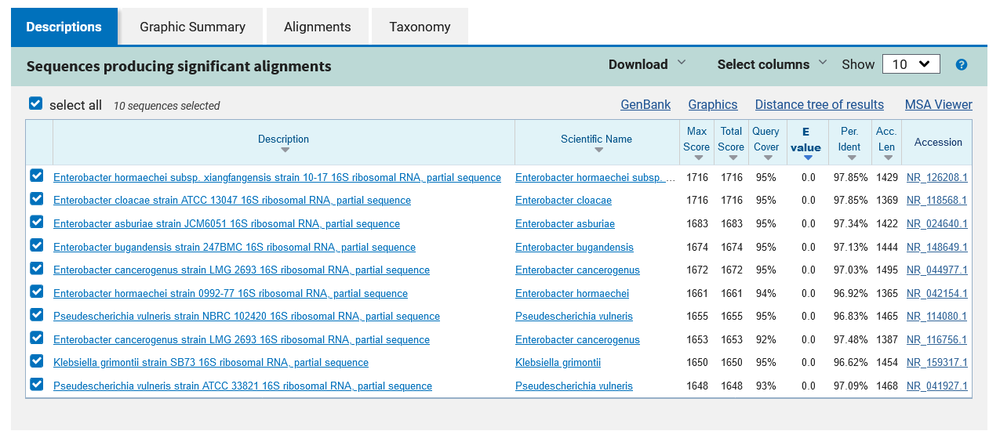 Descriptions Graphic Summary Alignments Taxonomy
Sequences producing significant alignments Download Select columns Show 10 ?
select all 10 sequences selected GenBank Graphics Distance tree of results MSA Viewer
Description Scientific Name Max Score Total Score Query Cover E value Per. Ident Acc. Len Accession
Enterobacter hormaechei subsp. xiangfangensis strain 10-17 16S ribosomal RNA, partial sequence Enterobacter hormaechei subsp. ... 1716 1716 95% 0.0 97.85% 1429 NR_126208.1
Enterobacter cloacae strain ATCC 13047 16S ribosomal RNA, partial sequence Enterobacter cloacae 1716 1716 95% 0.0 97.85% 1369 NR_118568.1
Enterobacter asburiae strain JCM6051 16S ribosomal RNA, partial sequence Enterobacter asburiae 1683 1683 95% 0.0 97.34% 1422 NR_024640.1
Enterobacter bugandensis strain 247BMC 16S ribosomal RNA, partial sequence Enterobacter bugandensis 1674 1674 95% 0.0 97.13% 1444 NR_148649.1
Enterobacter cancerogenus strain LMG 2693 16S ribosomal RNA, partial sequence Enterobacter cancerogenus 1672 1672 95% 0.0 97.03% 1495 NR_044977.1
Enterobacter hormaechei strain 0992-77 16S ribosomal RNA, partial sequence Enterobacter hormaechei 1661 1661 94% 0.0 96.92% 1365 NR_042154.1
Pseudescherichia vulneris strain NBRC 102420 16S ribosomal RNA, partial sequence Pseudescherichia vulneris 1655 1655 95% 0.0 96.83% 1465 NR_114080.1
Enterobacter cancerogenus strain LMG 2693 16S ribosomal RNA, partial sequence Enterobacter cancerogenus 1653 1653 92% 0.0 97.48% 1387 NR_116756.1
Klebsiella grimontii strain SB73 16S ribosomal RNA, partial sequence Klebsiella grimontii 1650 1650 95% 0.0 96.62% 1454 NR_159317.1
Pseudescherichia vulneris strain ATCC 33821 16S ribosomal RNA, partial sequence Pseudescherichia vulneris 1648 1648 93% 0.0 97.09% 1468 NR_041927.1